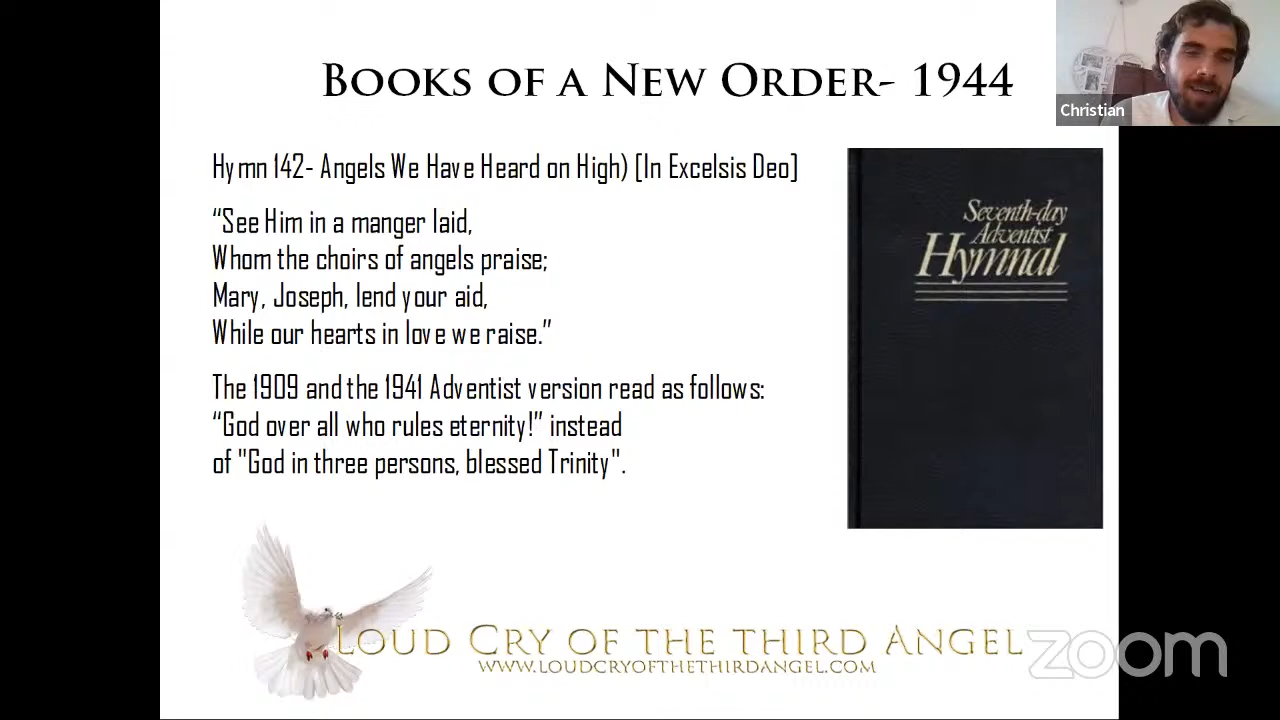 BOOKS OF A NEW ORDER- 1944
Christian
Hymn 142- Angels We Have Heard on High) [In Excelsis Deo]
“See Him in a manger laid,
Whom the choirs of angels praise;
Mary, Joseph, lend your aid,
While our hearts in love we raise.”
The 1909 and the 1941 Adventist version read as follows:
“God over all who rules eternity!” instead
of "God in three persons, blessed Trinity".
Seventh-day
Adventist
Hymnal
LOUD CRY OF THE THIRD ANGEL
WWW.LOUDCRYOFTHETHIRDANGEL.COM
zoom